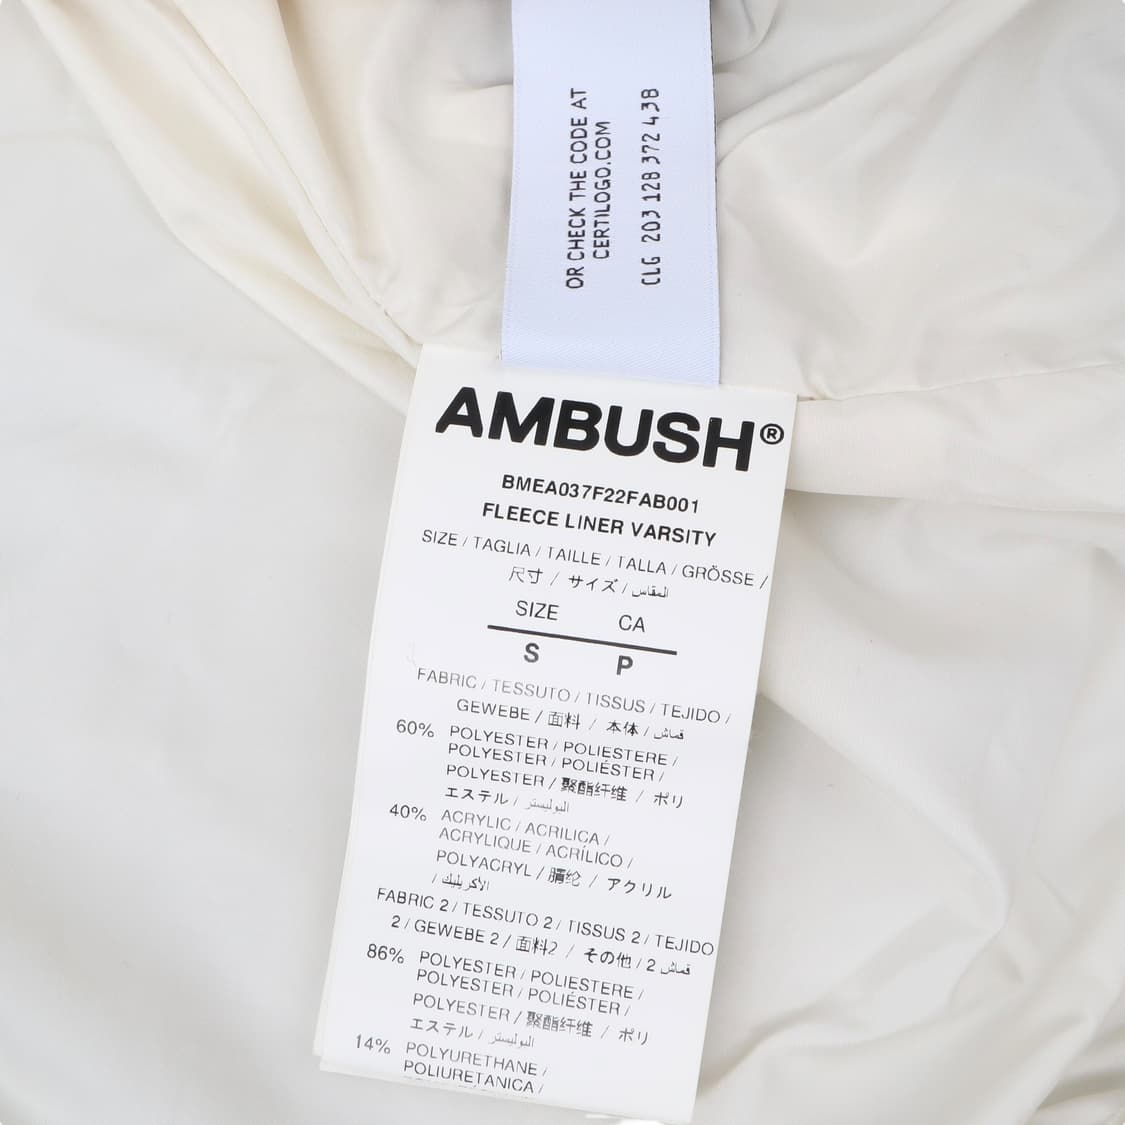 OR CHECK THE CODE AT
CERTILOGO.COM
CLG 203 128 372 438
AMBUSH®
BMEA037F22FAB001
FLEECE LINER VARSITY
SIZE / TAGLIA / TAILLE / TALLA / GRÖSSE /
尺寸 / サイズ / المقاس
SIZE CA
S P
FABRIC / TESSUTO / TISSUS / TEJIDO /
GEWEBE / 面料 / 本体 / قماش
60% POLYESTER / POLIESTERE /
POLYESTER / POLIÉSTER /
POLYESTER / 聚酯纤维 / ポリ
エステル / البوليستر
40% ACRYLIC / ACRILICA /
ACRYLIQUE / ACRÍLICO /
POLYACRYL / 腈纶 / アクリル
/ الأكريليك
FABRIC 2 / TESSUTO 2 / TISSUS 2 / TEJIDO
2 / GEWEBE 2 / 面料2 / その他 / 2 قماش
86% POLYESTER / POLIESTERE /
POLYESTER / POLIÉSTER /
POLYESTER / 聚酯纤维 / ポリ
エステル / البوليستر
14% POLYURETHANE /
POLIURETANICA /